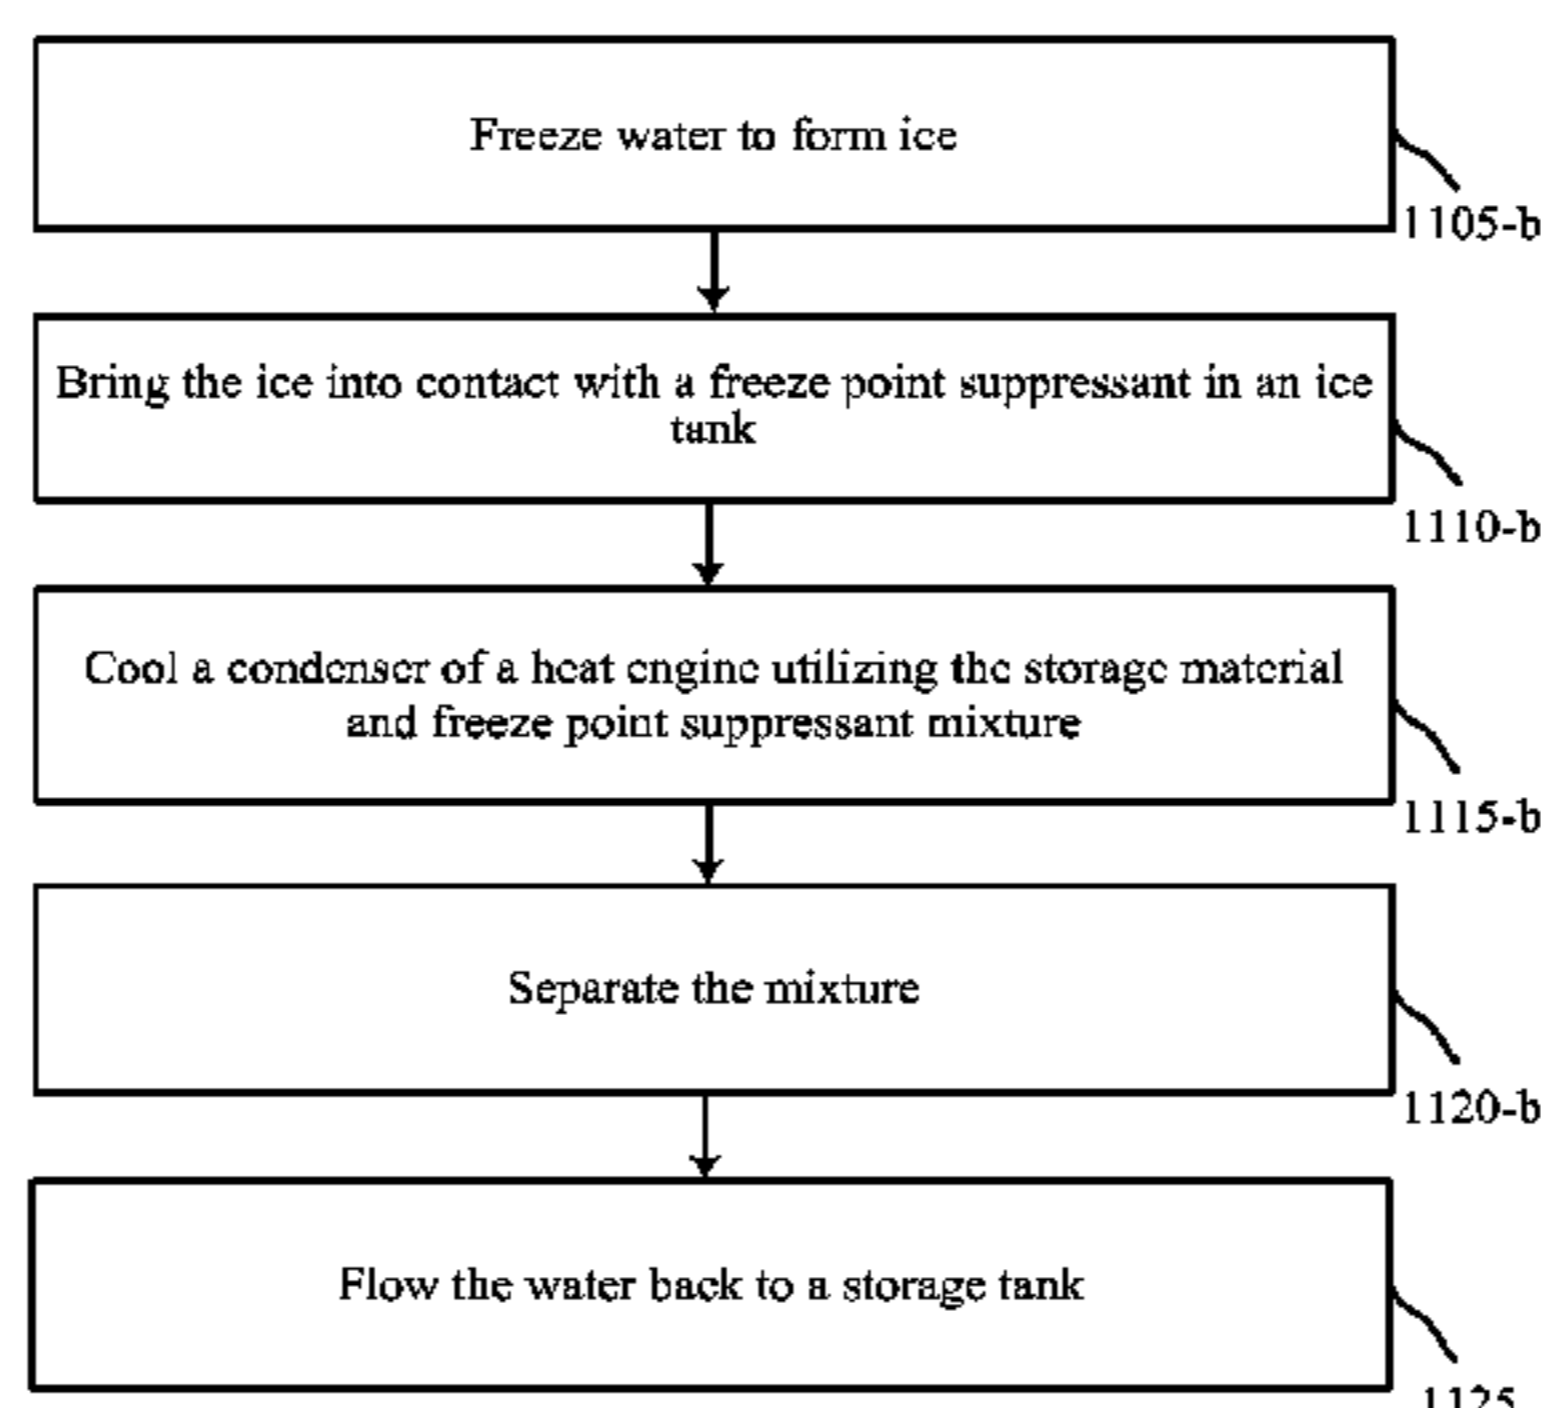 Freeze water to form ice
1105-b
Bring the ice into contact with a freeze point suppressant in an ice
tank
1110-b
Cool a condenser of a heat engine utilizing the storage material
and freeze point suppressant mixture
1115-b
Separate the mixture
1120-b
Flow the water back to a storage tank
1125